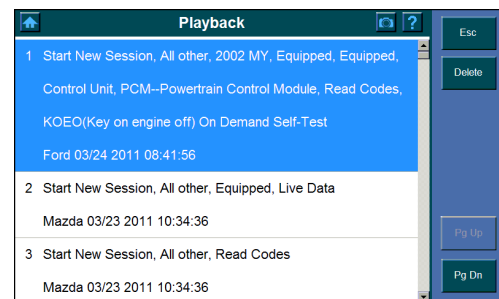 Playback
?
Esc
Delete
1 Start New Session, All other, 2002 MY, Equipped, Equipped,
Control Unit, PCM--Powertrain Control Module, Read Codes,
KOEO(Key on engine off) On Demand Self-Test
Ford 03/24 2011 08:41:56
2 Start New Session, All other, Equipped, Live Data
Mazda 03/23 2011 10:34:36
3 Start New Session, All other, Read Codes
Mazda 03/23 2011 10:34:36
Pg Up
Pg Dn